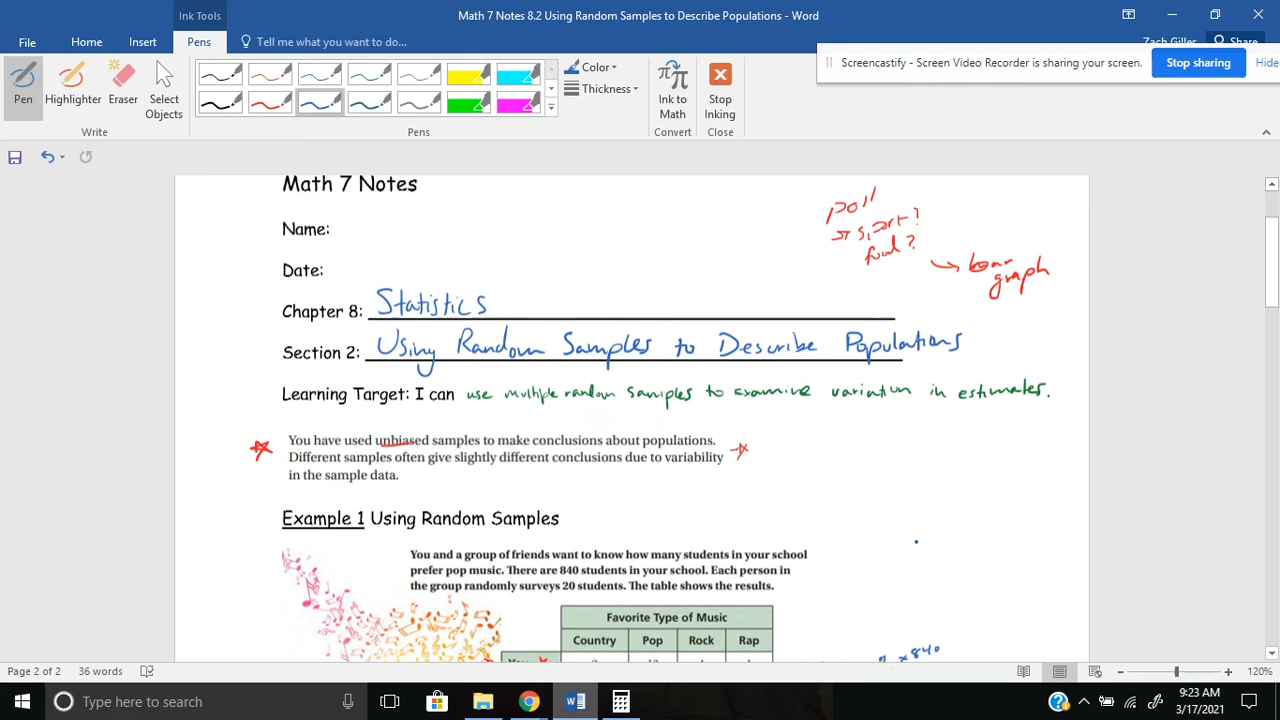 Ink Tools
Math 7 Notes 8.2 Using Random Samples to Describe Populations - Word
File Home Insert Pens Tell me what you want to do... Zach Gilles Share
Screencastify - Screen Video Recorder is sharing your screen. Stop sharing Hide
Pen Highlighter Eraser Select Objects
Color
Thickness
Ink to Math
Stop Inking
Write Pens Convert Close
Math 7 Notes
poll
→ sport?
food?
→ bar graph
Name:
Date:
Chapter 8: Statistics
Section 2: Using Random Samples to Describe Populations
Learning Target: I can use multiple random samples to examine variation in estimates.
You have used unbiased samples to make conclusions about populations.
Different samples often give slightly different conclusions due to variability
in the sample data.
Example 1 Using Random Samples
You and a group of friends want to know how many students in your school
prefer pop music. There are 840 students in your school. Each person in
the group randomly surveys 20 students. The table shows the results.
Favorite Type of Music
Country Pop Rock Rap
x 840
Page 2 of 2 36 words 120%
Type here to search
9:23 AM
3/17/2021